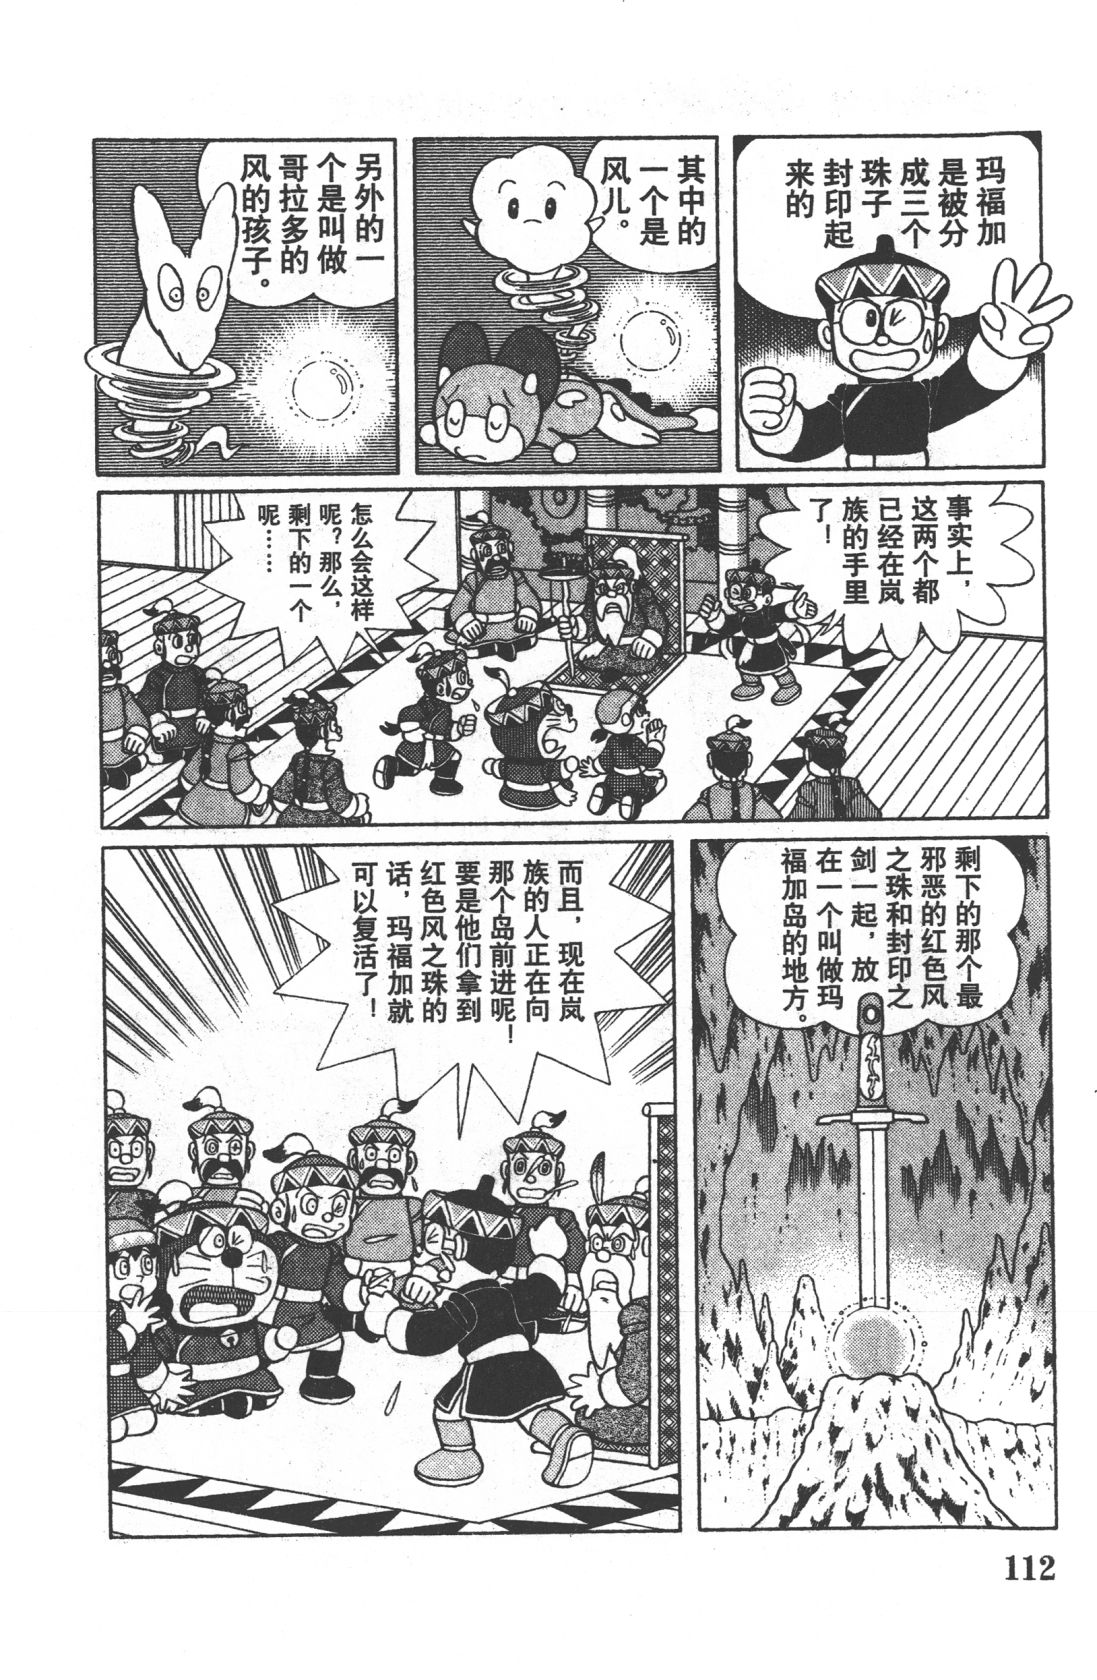 玛福加
是被分
成三个
珠子
封印起
来的
其中的
一个是
风儿。
另外的一
个是叫做
哥拉多的
风的孩子。
事实上，
这两个都
已经在岚
族的手里
了！
怎么会这样
呢？那么，
剩下的一个
呢……
剩下的那个最
邪恶的红色风
之珠和封印之
剑一起，放
在一个叫做玛
福加岛的地方。
而且，现在岚
族的人正在向
那个岛前进呢！
要是他们拿到
红色风之珠的
话，玛福加就
可以复活了！
112